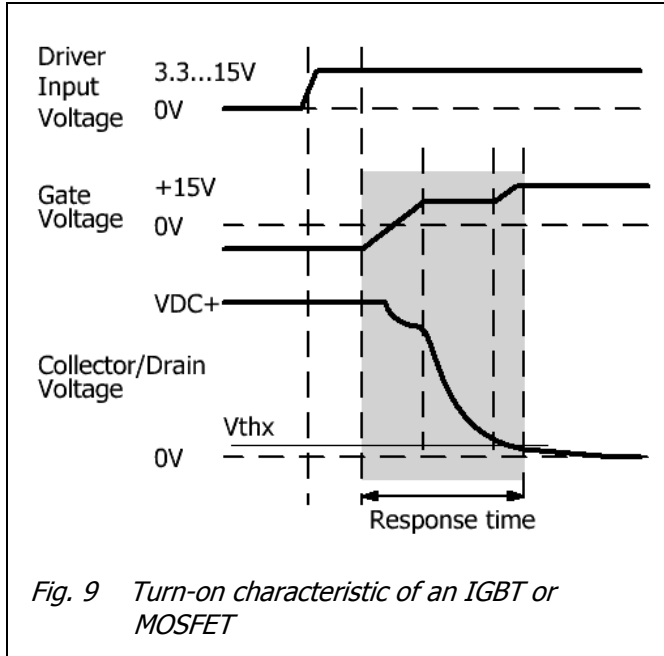 Driver
Input
Voltage
3.3...15V
0V
Gate
Voltage
+15V
0V
VDC+
Collector/Drain
Voltage
Vthx
0V
Response time
Fig. 9 Turn-on characteristic of an IGBT or
MOSFET